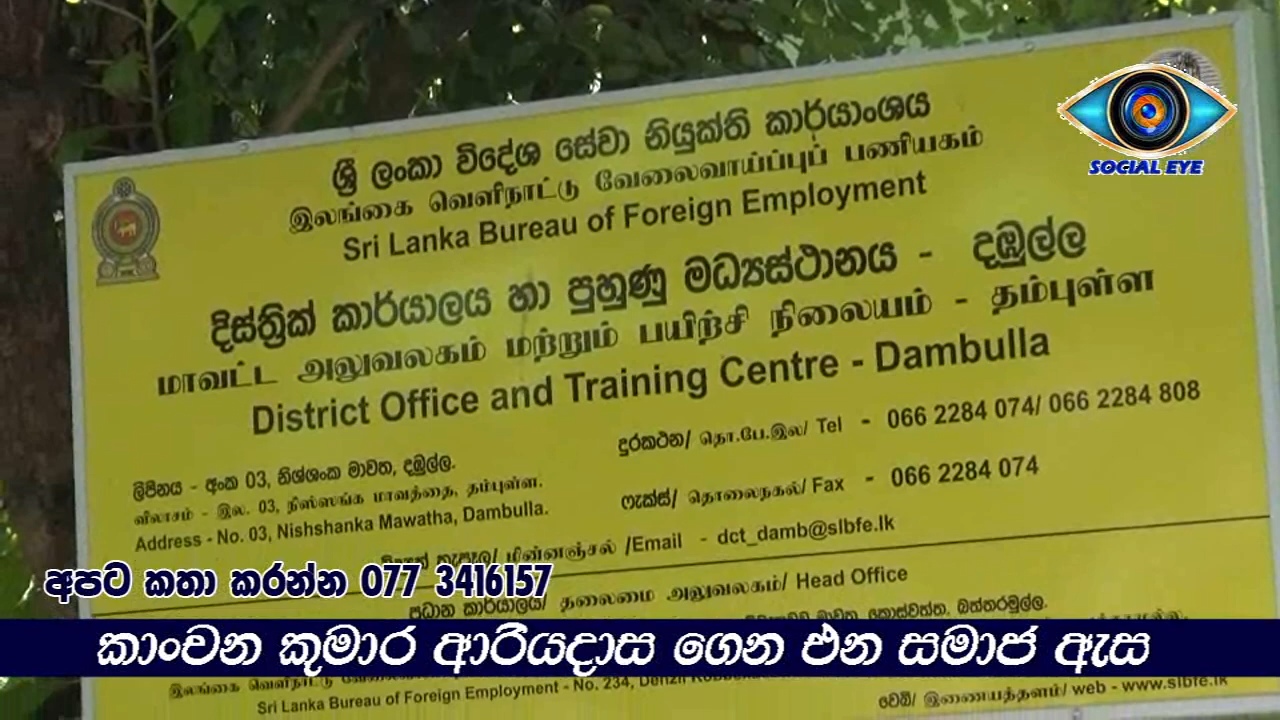 SOCIAL EYE
ශ්‍රී ලංකා විදේශ සේවා නියුක්ති කාර්යාංශය
இலங்கை வெளிநாட்டு வேலைவாய்ப்புப் பணியகம்
Sri Lanka Bureau of Foreign Employment
දිස්ත්‍රික් කාර්යාලය හා පුහුණු මධ්‍යස්ථානය - දඹුල්ල
மாவட்ட அலுவலகம் மற்றும் பயிற்சி நிலையம் - தம்புள்ள
District Office and Training Centre - Dambulla
දුරකථන/ தொ.பே.இல/ Tel - 066 2284 074/ 066 2284 808
ලිපිනය - අංක 03, නිශ්ශංක මාවත, දඹුල්ල.
விலாசம் - இல. 03, நிஸ்ஸங்க மாவத்தை, தம்புள்ள.
Address - No. 03, Nishshanka Mawatha, Dambulla.
ෆැක්ස්/ தொலைநகல்/ Fax - 066 2284 074
மின்னஞ்சல் /Email - dct_damb@slbfe.lk
අපට කතා කරන්න 077 3416157
ප්‍රධාන කාර්යාලය/ தலைமை அலுவலகம்/ Head Office
මාවත, කොස්වත්ත, බත්තරමුල්ල.
කාංචන කුමාර ආරියදාස ගෙන එන සමාජ ඇස
இலங்கை வெளிநாட்டு
Sri Lanka Bureau of Foreign Employment - No. 234, Denzil
වෙබ්/ இணையத்தளம்/ web - www.slbfe.lk